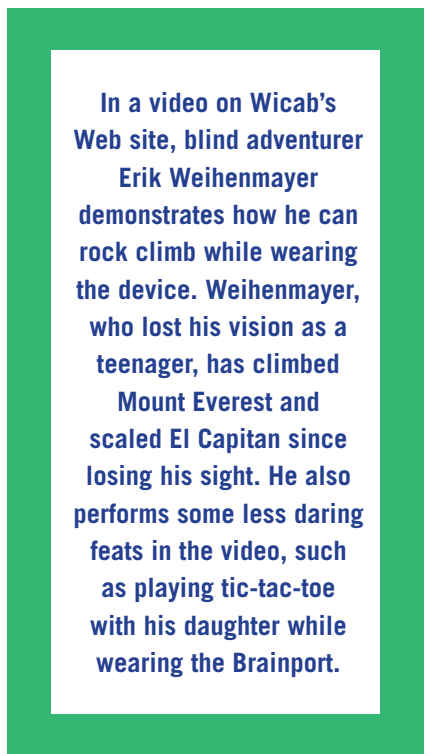 In a video on Wicab's
Web site, blind adventurer
Erik Weihenmayer
demonstrates how he can
rock climb while wearing
the device. Weihenmayer,
who lost his vision as a
teenager, has climbed
Mount Everest and
scaled El Capitan since
losing his sight. He also
performs some less daring
feats in the video, such
as playing tic-tac-toe
with his daughter while
wearing the Brainport.